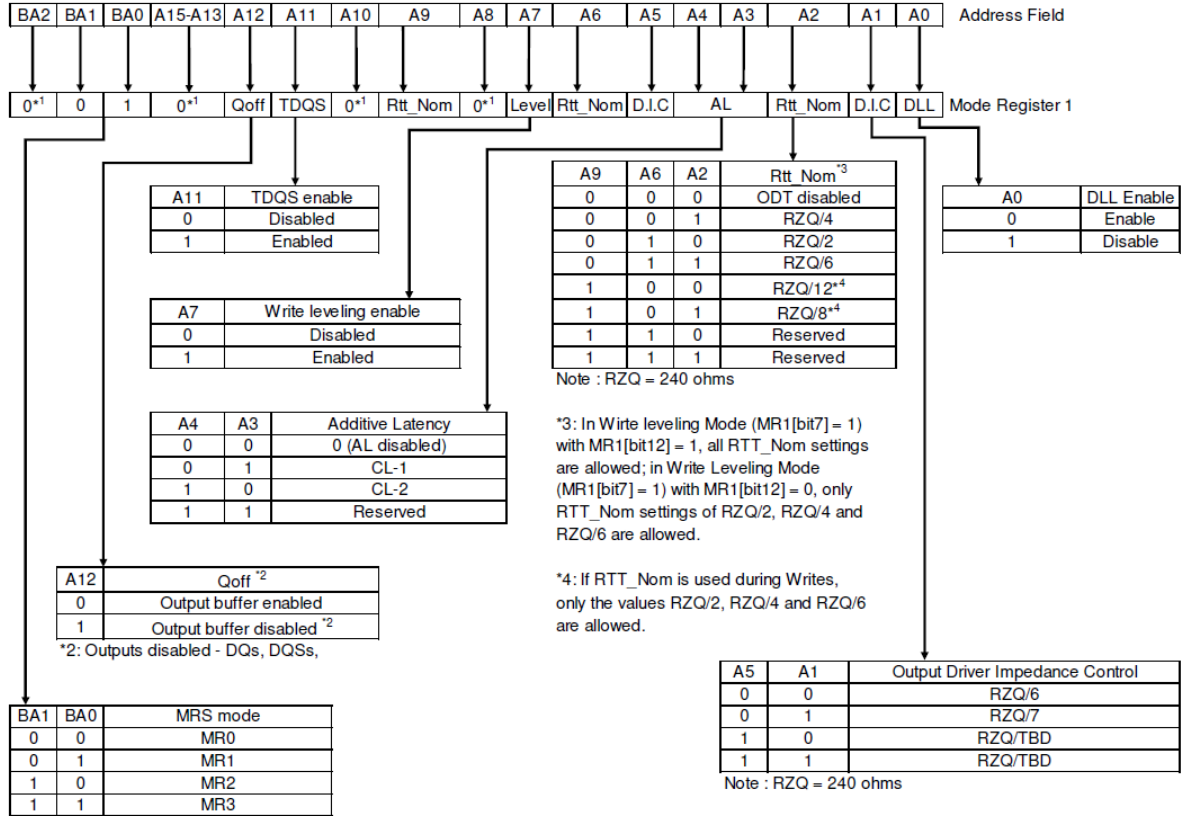 BA2 BA1 BA0 A15-A13 A12 A11 A10 A9 A8 A7 A6 A5 A4 A3 A2 A1 A0 Address Field
0*1 0 1 0*1 Qoff TDQS 0*1 Rtt_Nom 0*1 Level Rtt_Nom D.I.C AL Rtt_Nom D.I.C DLL Mode Register 1
A11 TDQS enable
0 Disabled
1 Enabled
A7 Write leveling enable
0 Disabled
1 Enabled
A4 A3 Additive Latency
0 0 0 (AL disabled)
0 1 CL-1
1 0 CL-2
1 1 Reserved
A12 Qoff *2
0 Output buffer enabled
1 Output buffer disabled *2
*2: Outputs disabled - DQs, DQSs,
BA1 BA0 MRS mode
0 0 MR0
0 1 MR1
1 0 MR2
1 1 MR3
A9 A6 A2 Rtt_Nom*3
0 0 0 ODT disabled
0 0 1 RZQ/4
0 1 0 RZQ/2
0 1 1 RZQ/6
1 0 0 RZQ/12*4
1 0 1 RZQ/8*4
1 1 0 Reserved
1 1 1 Reserved
Note : RZQ = 240 ohms
*3: In Wirte leveling Mode (MR1[bit7] = 1)
with MR1[bit12] = 1, all RTT_Nom settings
are allowed; in Write Leveling Mode
(MR1[bit7] = 1) with MR1[bit12] = 0, only
RTT_Nom settings of RZQ/2, RZQ/4 and
RZQ/6 are allowed.
*4: If RTT_Nom is used during Writes,
only the values RZQ/2, RZQ/4 and RZQ/6
are allowed.
A0 DLL Enable
0 Enable
1 Disable
A5 A1 Output Driver Impedance Control
0 0 RZQ/6
0 1 RZQ/7
1 0 RZQ/TBD
1 1 RZQ/TBD
Note : RZQ = 240 ohms